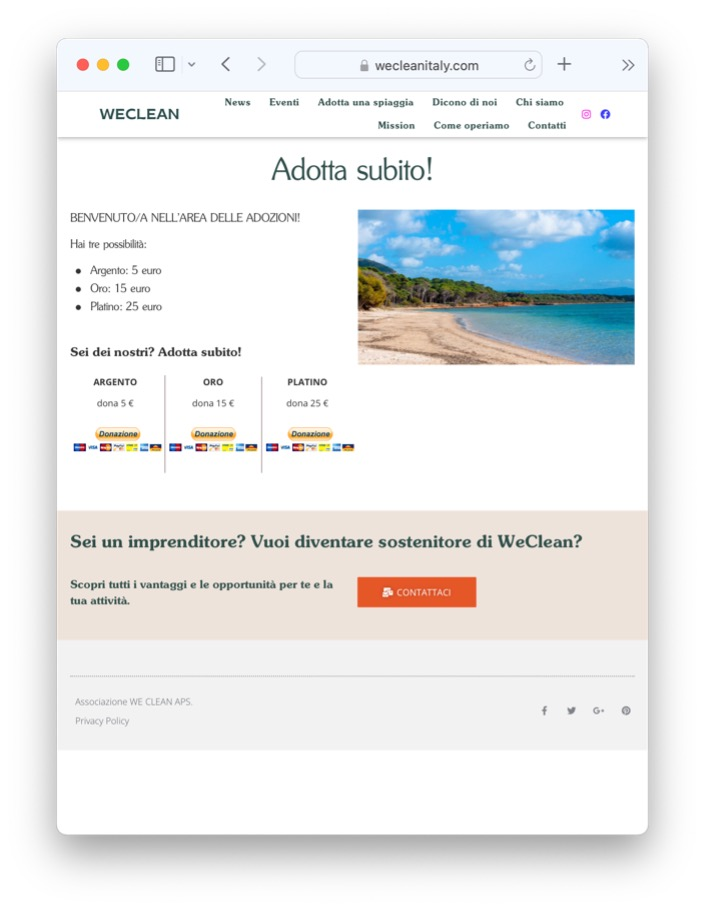 wecleanitaly.com
WECLEAN
News Eventi Adotta una spiaggia Dicono di noi Chi siamo
Mission Come operiamo Contatti
Adotta subito!
BENVENUTO/A NELL'AREA DELLE ADOZIONI!
Hai tre possibilità:
Argento: 5 euro
Oro: 15 euro
Platino: 25 euro
Sei dei nostri? Adotta subito!
ARGENTO ORO PLATINO
dona 5 € dona 15 € dona 25 €
Donazione Donazione Donazione
VISA VISA VISA
Sei un imprenditore? Vuoi diventare sostenitore di WeClean?
Scopri tutti i vantaggi e le opportunità per te e la
tua attività.
CONTATTACI
Associazione WE CLEAN APS.
Privacy Policy